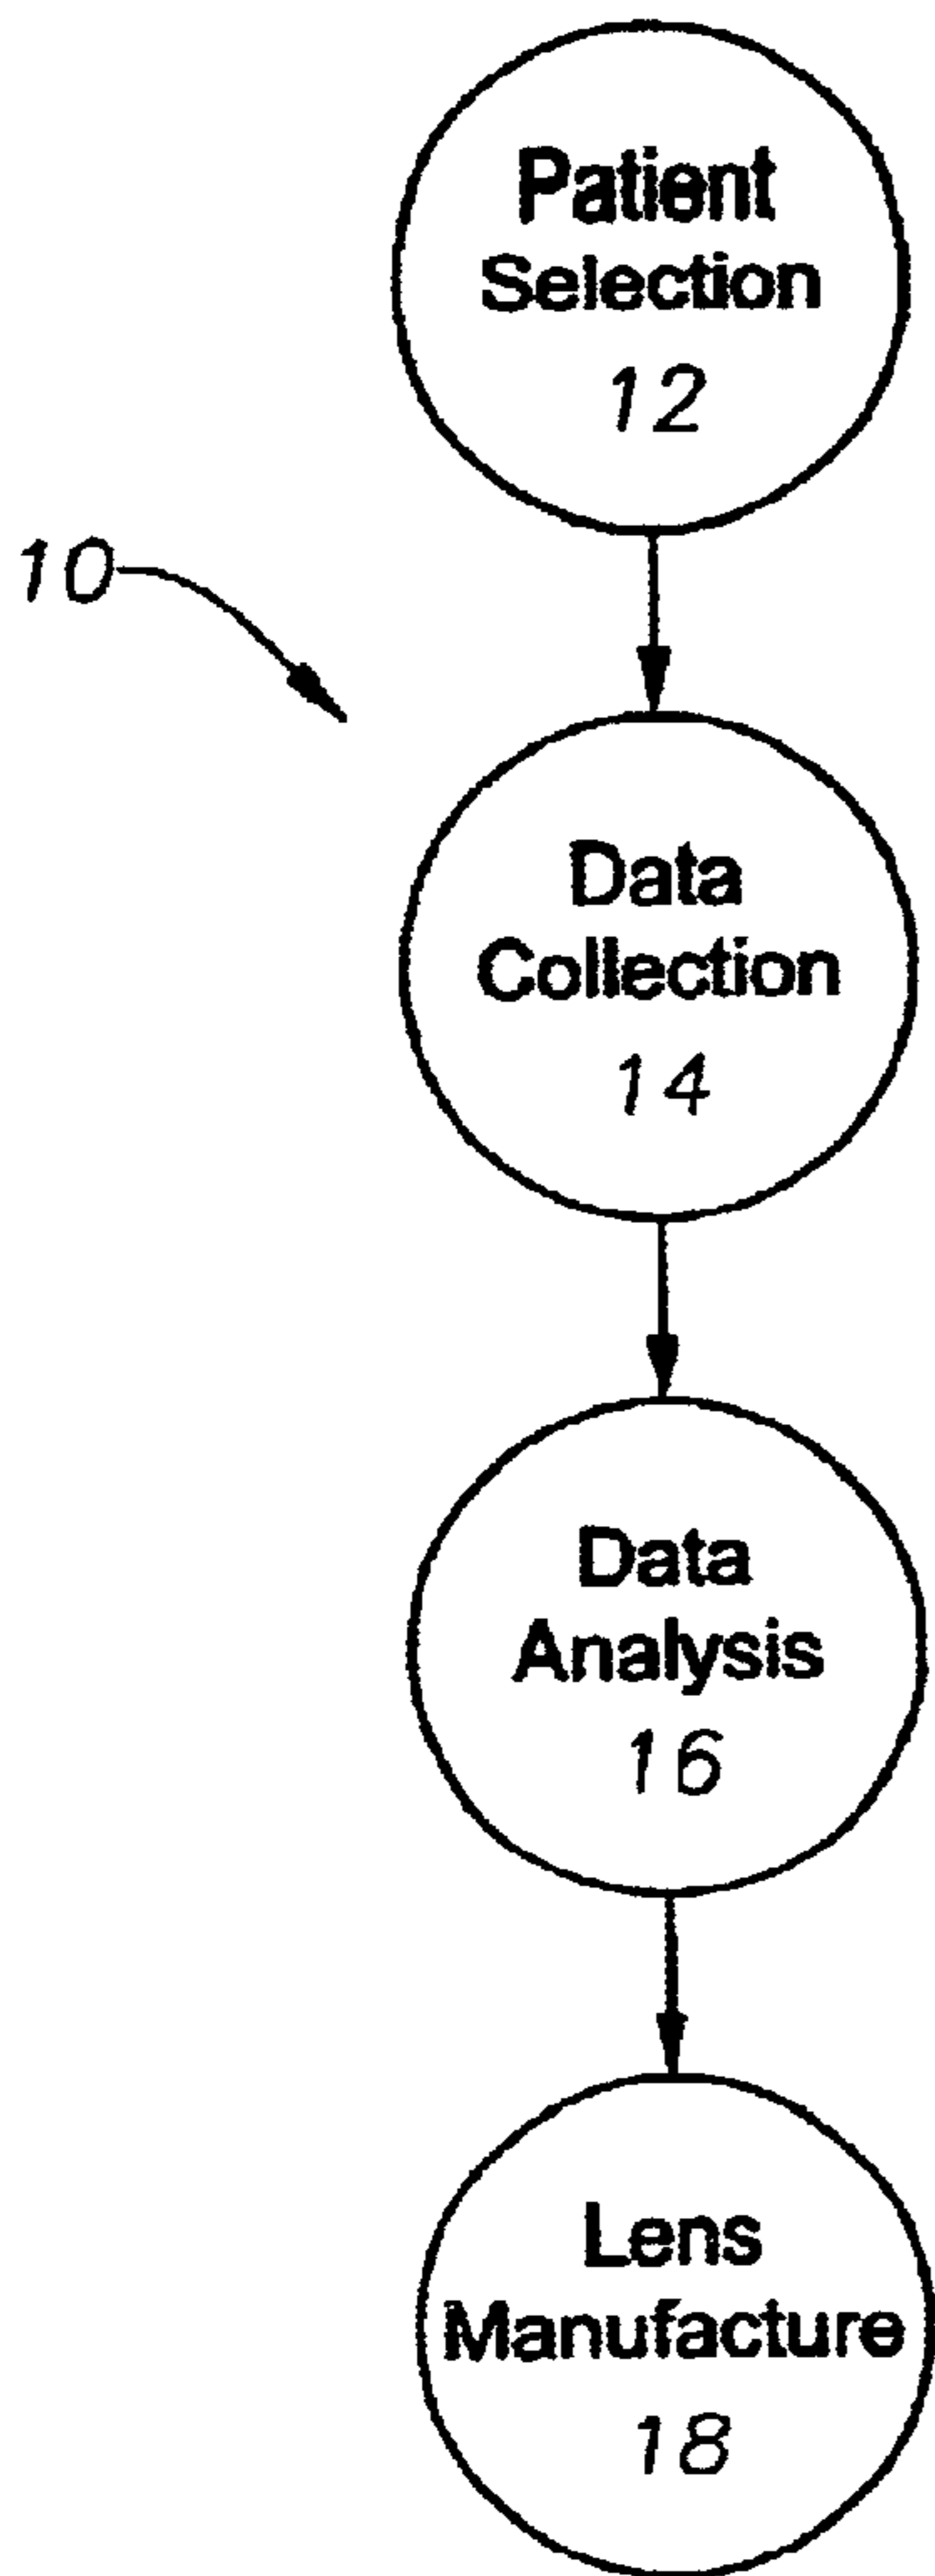 Patient
Selection
12
10
Data
Collection
14
Data
Analysis
16
Lens
Manufacture
18